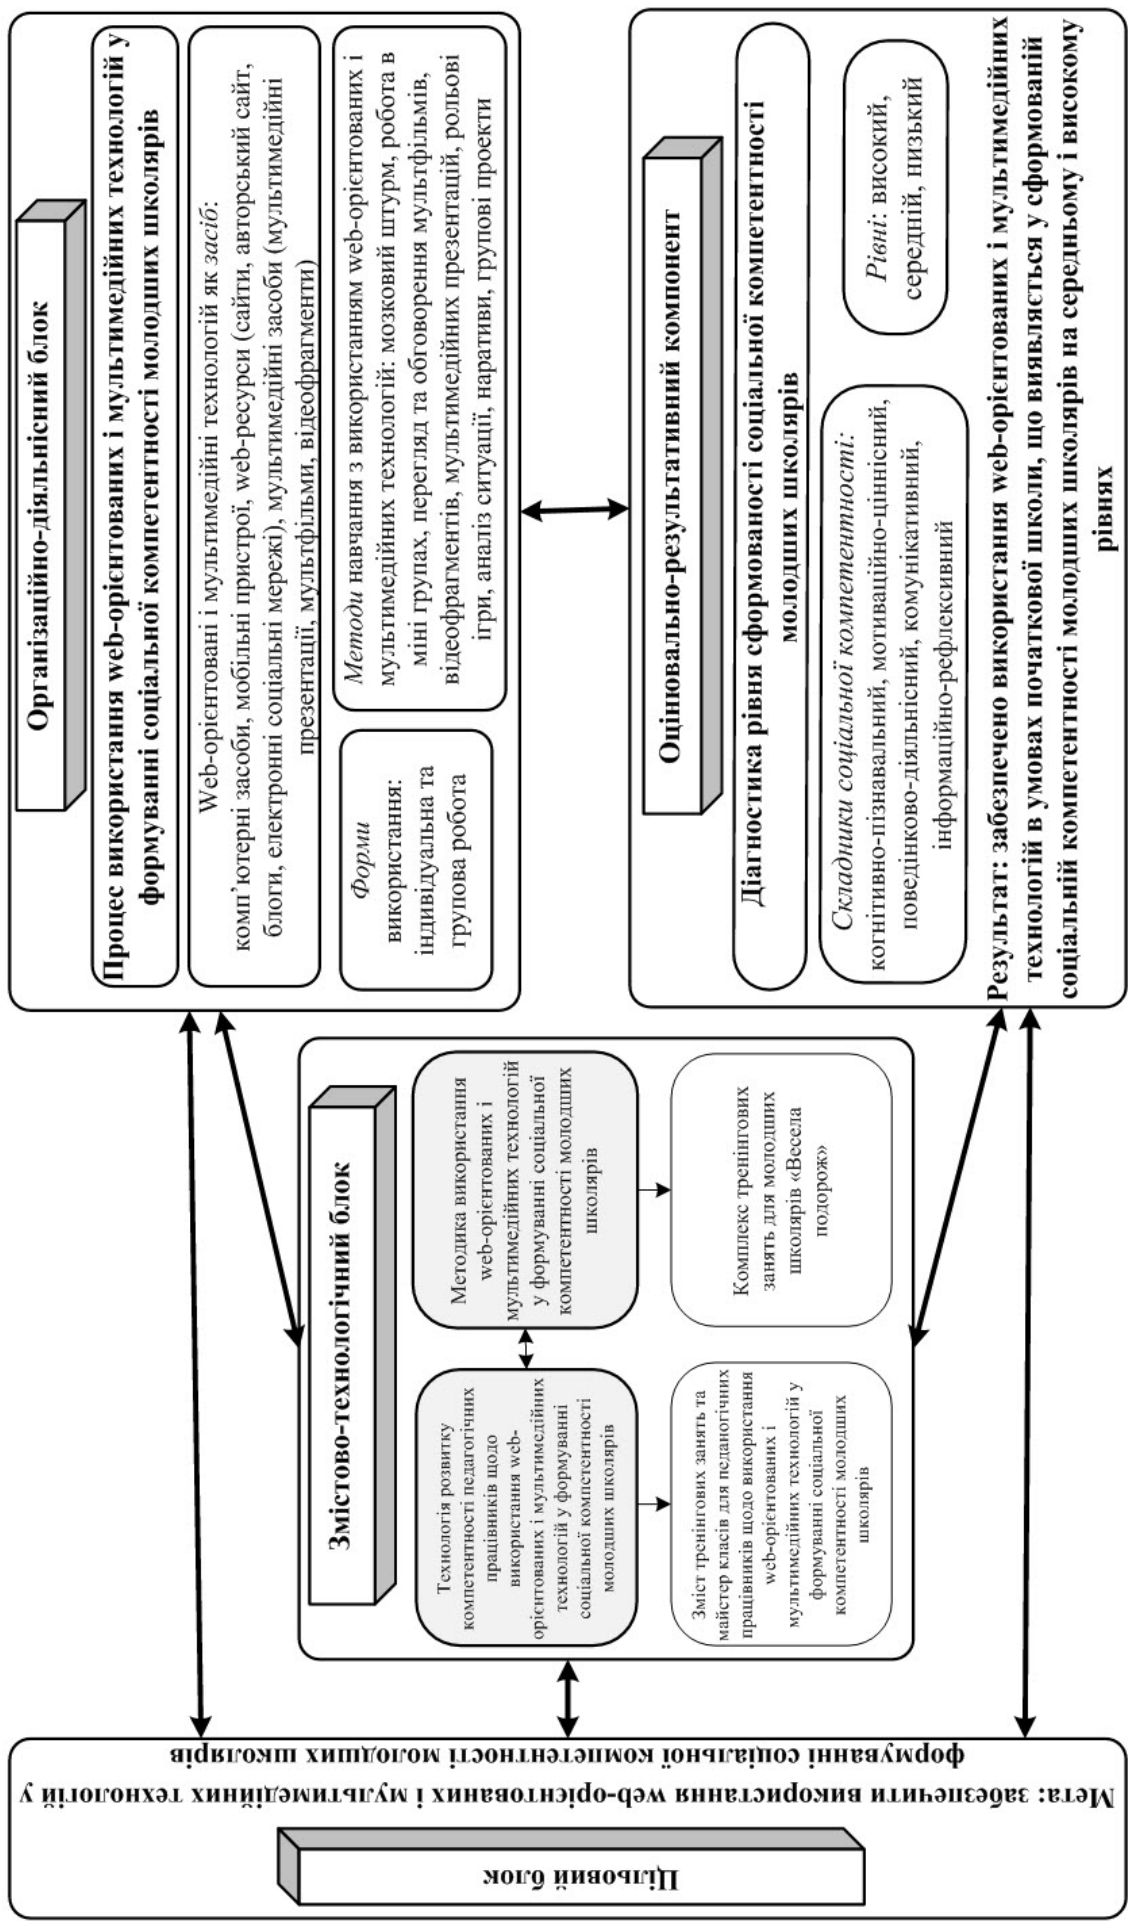 Цільовий блок
Мета: забезпечити використання web-орієнтованих і мультимедійних технологій у
формуванні соціальної компетентності молодших школярів
Змістово-технологічний блок
Технологія розвитку
компетентності педагогічних
працівників щодо
використання web-
орієнтованих і мультимедійних
технологій у формуванні
соціальної компетентності
молодших школярів
Методика використання
web-орієнтованих і
мультимедійних технологій
у формуванні соціальної
компетентності молодших
школярів
Зміст тренінгових занять та
майстер класів для педагогічних
працівників щодо використання
web-орієнтованих і
мультимедійних технологій у
формуванні соціальної
компетентності молодших
школярів
Комплекс тренінгових
занять для молодших
школярів «Весела
подорож»
Організаційно-діяльнісний блок
Процес використання web-орієнтованих і мультимедійних технологій у
формуванні соціальної компетентності молодших школярів
Web-орієнтовані і мультимедійні технологій як засіб:
комп’ютерні засоби, мобільні пристрої, web-ресурси (сайти, авторський сайт,
блоги, електронні соціальні мережі), мультимедійні засоби (мультимедійні
презентації, мультфільми, відеофрагменти)
Форми
використання:
індивідуальна та
групова робота
Методи навчання з використанням web-орієнтованих і
мультимедійних технологій: мозковий штурм, робота в
міні групах, перегляд та обговорення мультфільмів,
відеофрагментів, мультимедійних презентацій, рольові
ігри, аналіз ситуації, наративи, групові проекти
Оцінювально-результативний компонент
Діагностика рівня сформованості соціальної компетентності
молодших школярів
Складники соціальної компетентності:
когнітивно-пізнавальний, мотиваційно-ціннісний,
поведінково-діяльнісний, комунікативний,
інформаційно-рефлексивний
Рівні: високий,
середній, низький
Результат: забезпечено використання web-орієнтованих і мультимедійних
технологій в умовах початкової школи, що виявляється у сформованій
соціальній компетентності молодших школярів на середньому і високому
рівнях